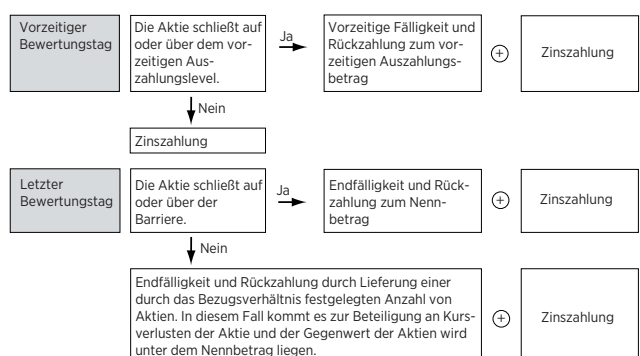 Vorzeitiger
Bewertungstag
Die Aktie schließt auf
oder über dem vor-
zeitigen Aus-
zahlungslevel.
Ja
Vorzeitige Fälligkeit und
Rückzahlung zum vor-
zeitigen Auszahlungs-
betrag
+
Zinszahlung
Nein
Zinszahlung
Letzter
Bewertungstag
Die Aktie schließt auf
oder über der
Barriere.
Ja
Endfälligkeit und Rück-
zahlung zum Nenn-
betrag
+
Zinszahlung
Nein
Endfälligkeit und Rückzahlung durch Lieferung einer
durch das Bezugsverhältnis festgelegten Anzahl von
Aktien. In diesem Fall kommt es zur Beteiligung an Kurs-
verlusten der Aktie und der Gegenwert der Aktien wird
unter dem Nennbetrag liegen.
+
Zinszahlung